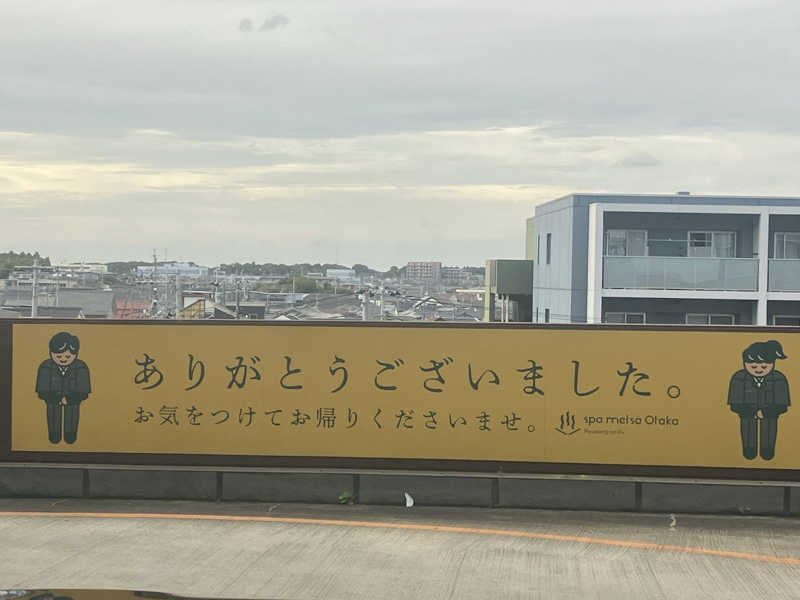 ありがとうございました。
お気をつけてお帰りくださいませ。
spa metsä Otaka